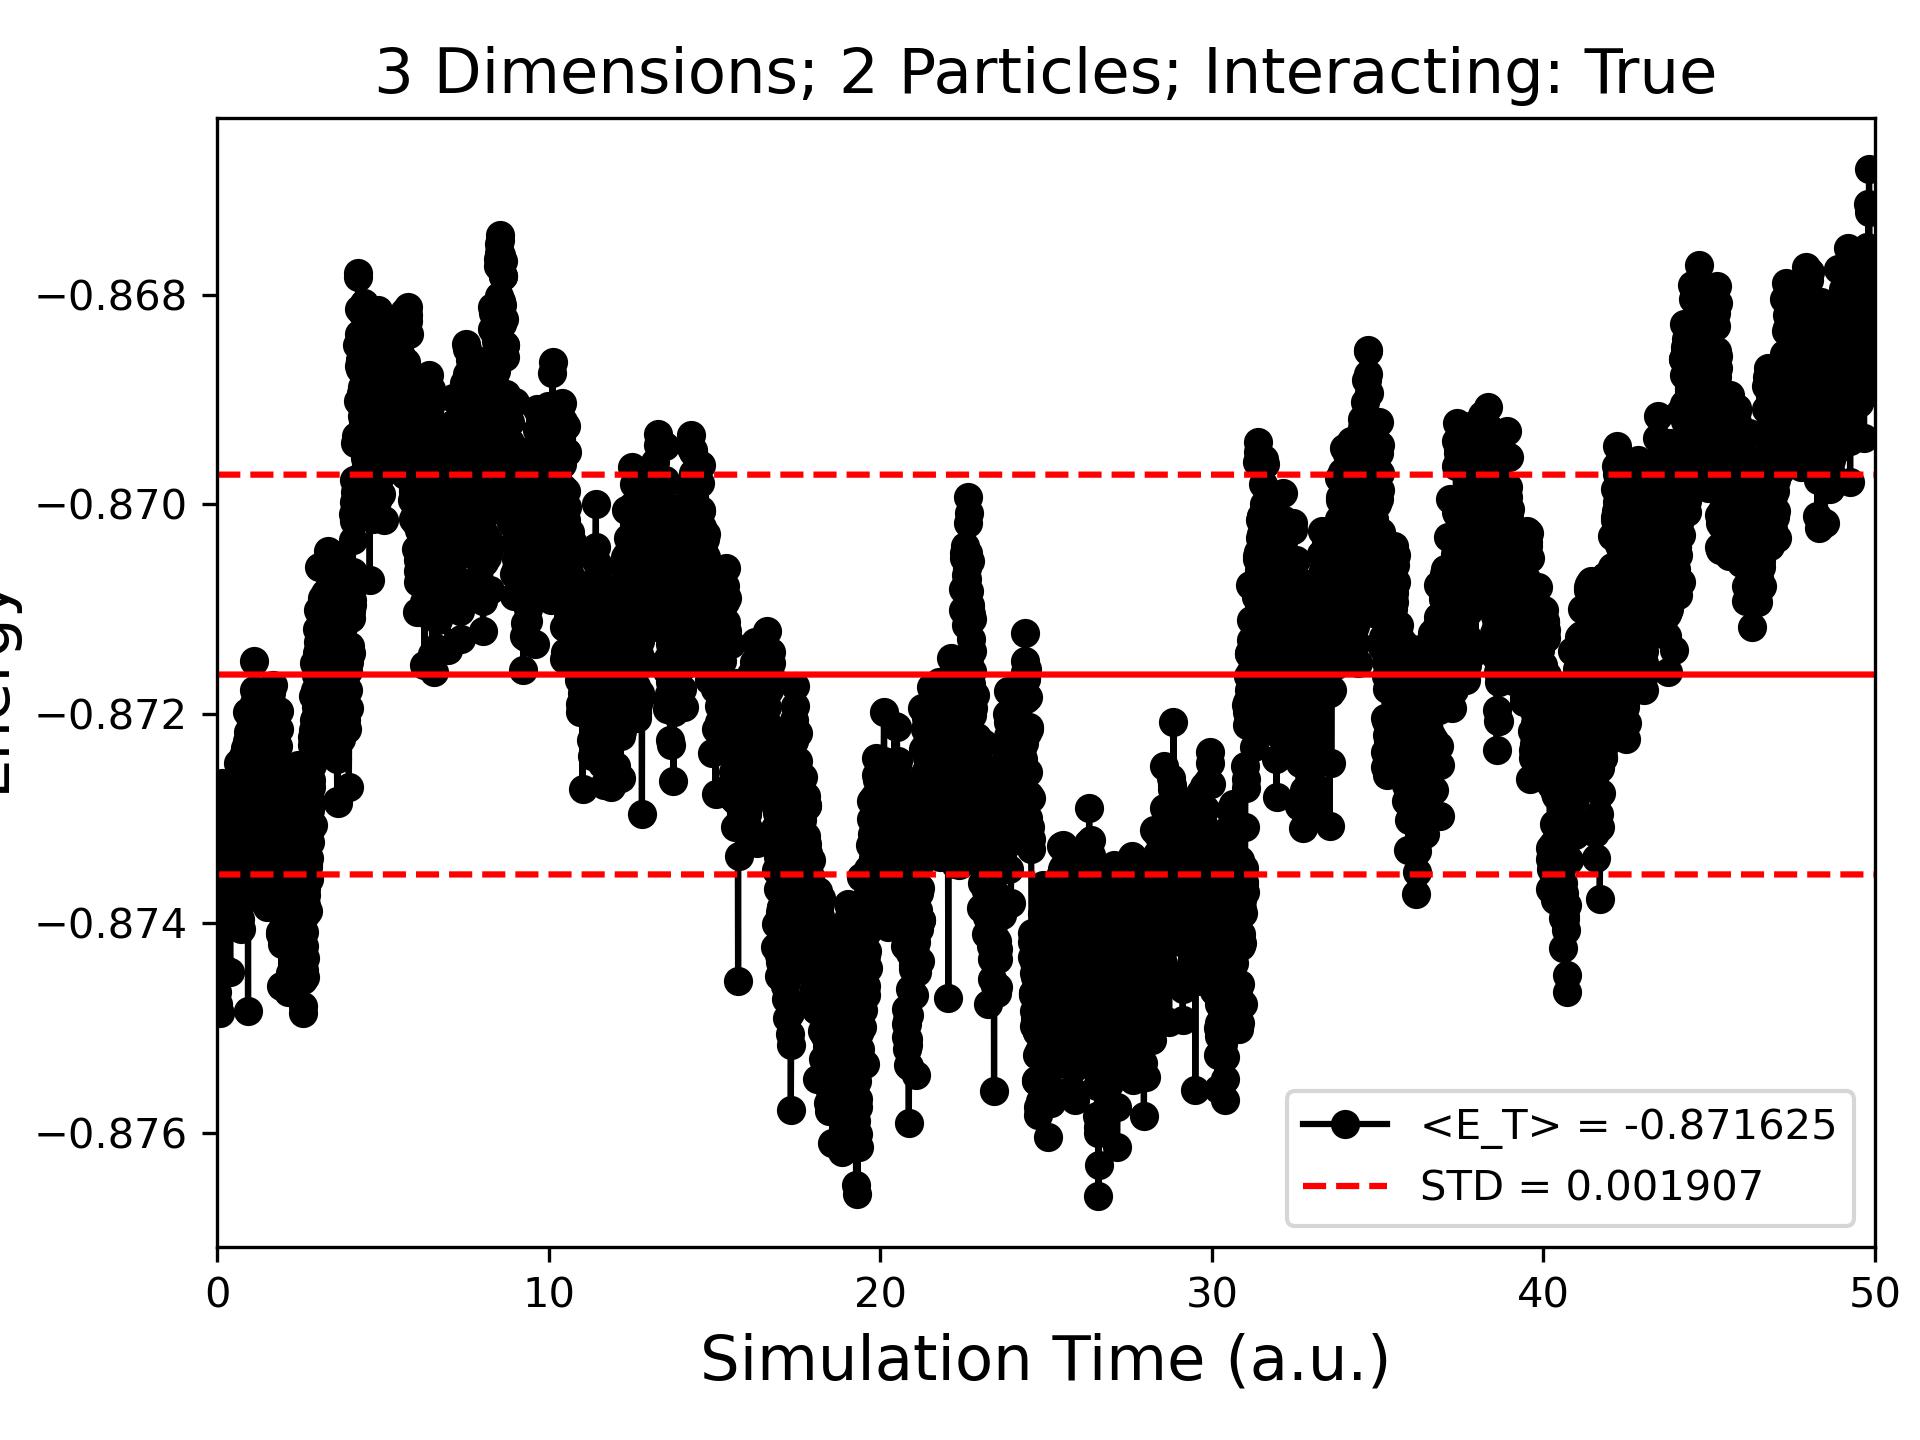 3 Dimensions; 2 Particles; Interacting: True
Energy
−0.868
−0.870
−0.872
−0.874
−0.876
0 10 20 30 40 50
Simulation Time (a.u.)
<E_T> = -0.871625
STD = 0.001907